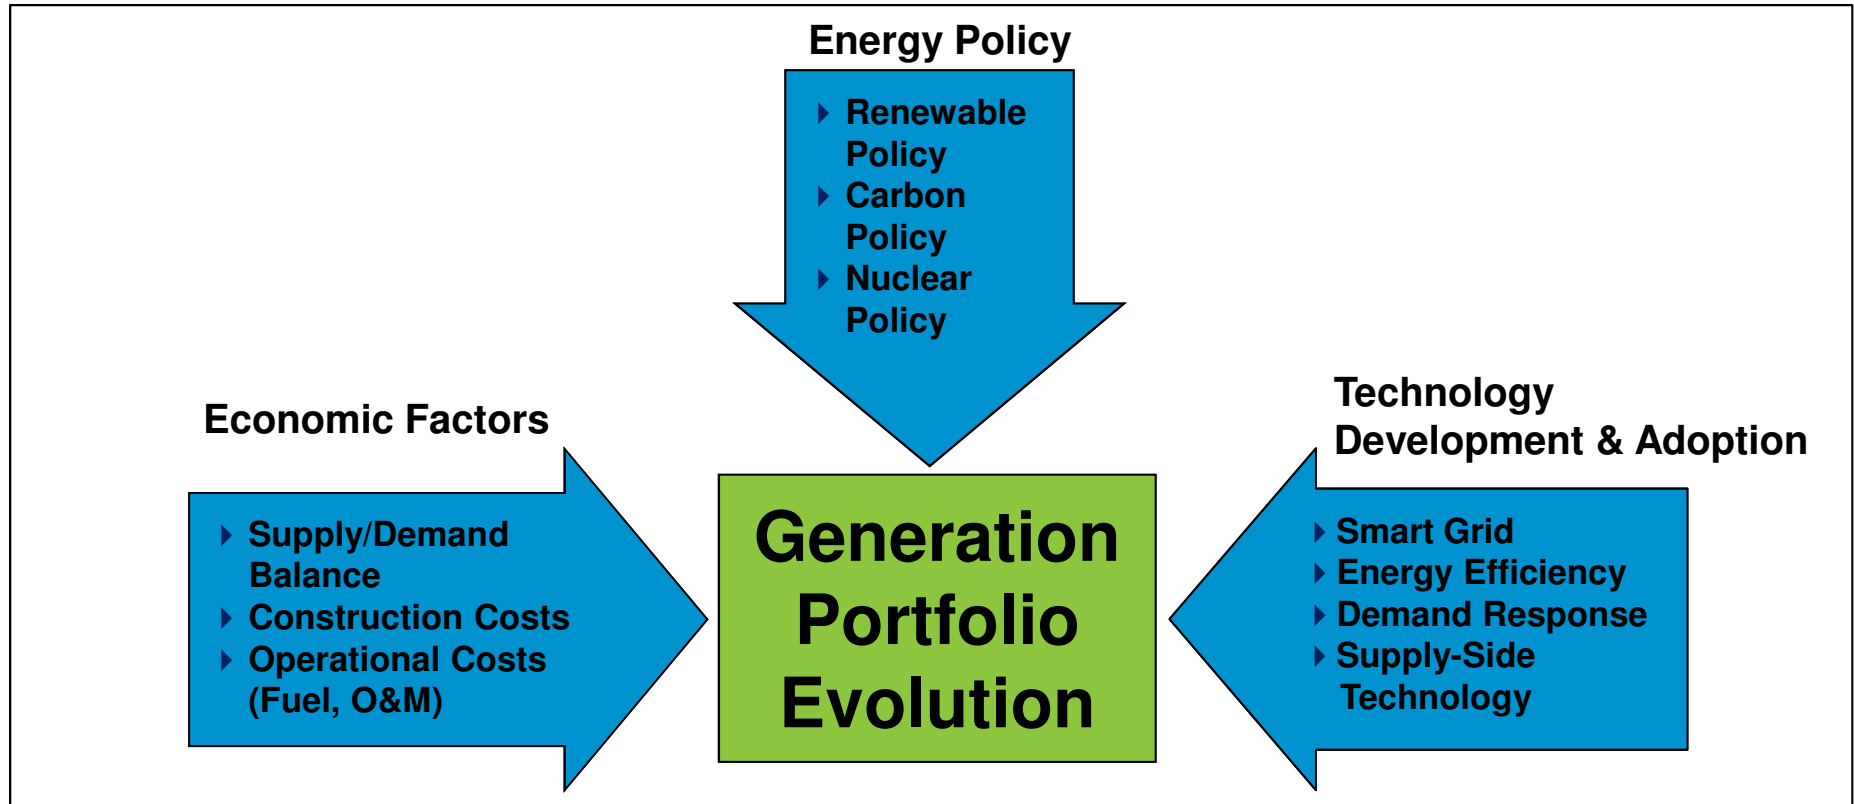 Energy Policy
Renewable
Policy
Carbon
Policy
Nuclear
Policy
Economic Factors
Supply/Demand
Balance
Construction Costs
Operational Costs
(Fuel, O&M)
Generation
Portfolio
Evolution
Technology
Development & Adoption
Smart Grid
Energy Efficiency
Demand Response
Supply-Side
Technology